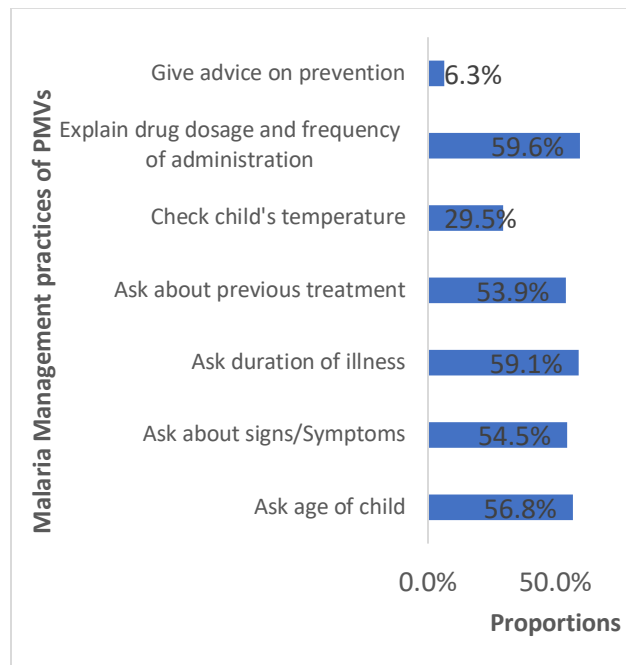 Malaria Management practices of PMVs
Give advice on prevention
6.3%
Explain drug dosage and frequency
of administration
59.6%
Check child's temperature
29.5%
Ask about previous treatment
53.9%
Ask duration of illness
59.1%
Ask about signs/Symptoms
54.5%
Ask age of child
56.8%
0.0%
50.0%
Proportions